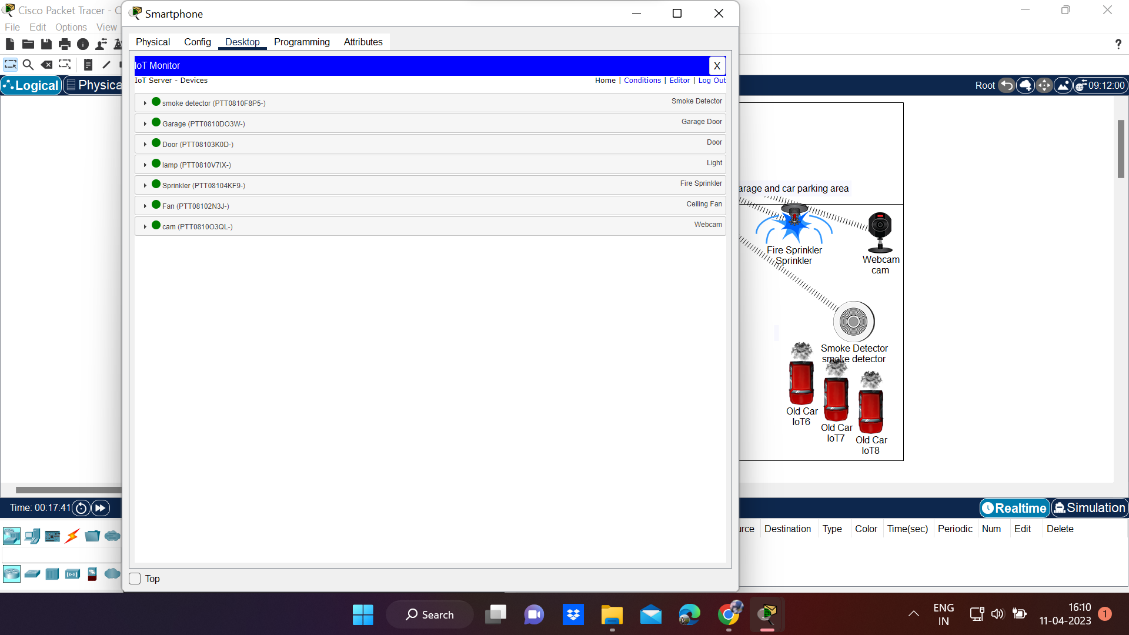 Cisco Packet Tracer - C
File Edit Options View
Smartphone
Physical Config Desktop Programming Attributes
IoT Monitor
X
IoT Server - Devices
Home | Conditions | Editor | Log Out
smoke detector (PTT0810F8P5-)
Smoke Detector
Garage (PTT0810DO3W-)
Garage Door
Door (PTT08103K0D-)
Door
lamp (PTT0810V7IX-)
Light
Sprinkler (PTT08104KF9-)
Fire Sprinkler
Fan (PTT08102N3J-)
Ceiling Fan
cam (PTT0810O3QL-)
Webcam
Top
?
Logical
Physica
Root
09:12:00
arage and car parking area
Fire Sprinkler
Sprinkler
Webcam
cam
Smoke Detector
smoke detector
Old Car
IoT6
Old Car
IoT7
Old Car
IoT8
Time: 00:17:41
Realtime
Simulation
urce Destination Type Color Time(sec) Periodic Num Edit Delete
Search
ENG
IN
16:10
11-04-2023
1